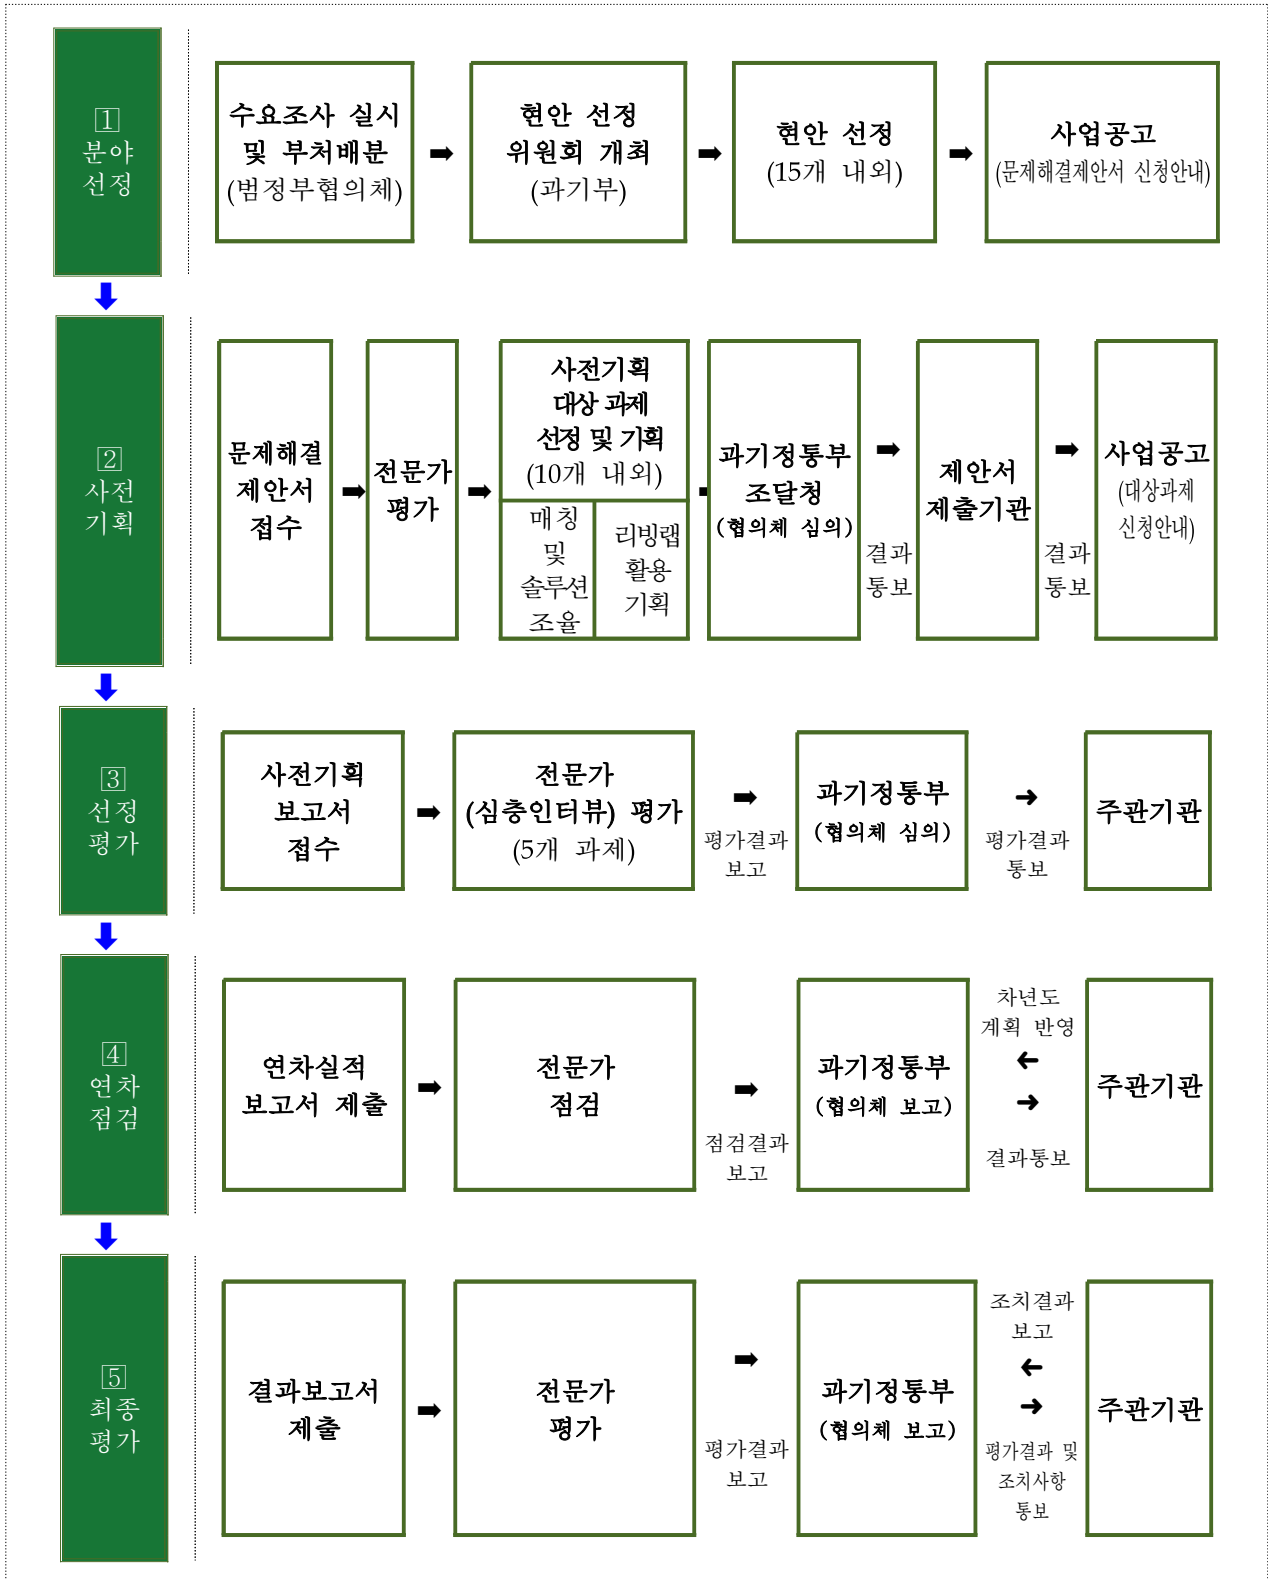 1
분야
선정
수요조사 실시
및 부처배분
(범정부협의체)
현안 선정
위원회 개최
(과기부)
현안 선정
(15개 내외)
사업공고
(문제해결제안서 신청안내)
2
사전
기획
문제해결
제안서
접수
전문가
평가
사전기획
대상 과제
선정 및 기획
(10개 내외)
매칭
및
솔루션
조율
리빙랩
활용
기획
과기정통부
조달청
(협의체 심의)
결과
통보
제안서
제출기관
결과
통보
사업공고
(대상과제
신청안내)
3
선정
평가
사전기획
보고서
접수
전문가
(심층인터뷰) 평가
(5개 과제)
평가결과
보고
과기정통부
(협의체 심의)
평가결과
통보
주관기관
4
연차
점검
연차실적
보고서 제출
전문가
점검
점검결과
보고
과기정통부
(협의체 보고)
차년도
계획 반영
결과통보
주관기관
5
최종
평가
결과보고서
제출
전문가
평가
평가결과
보고
과기정통부
(협의체 보고)
조치결과
보고
평가결과 및
조치사항
통보
주관기관